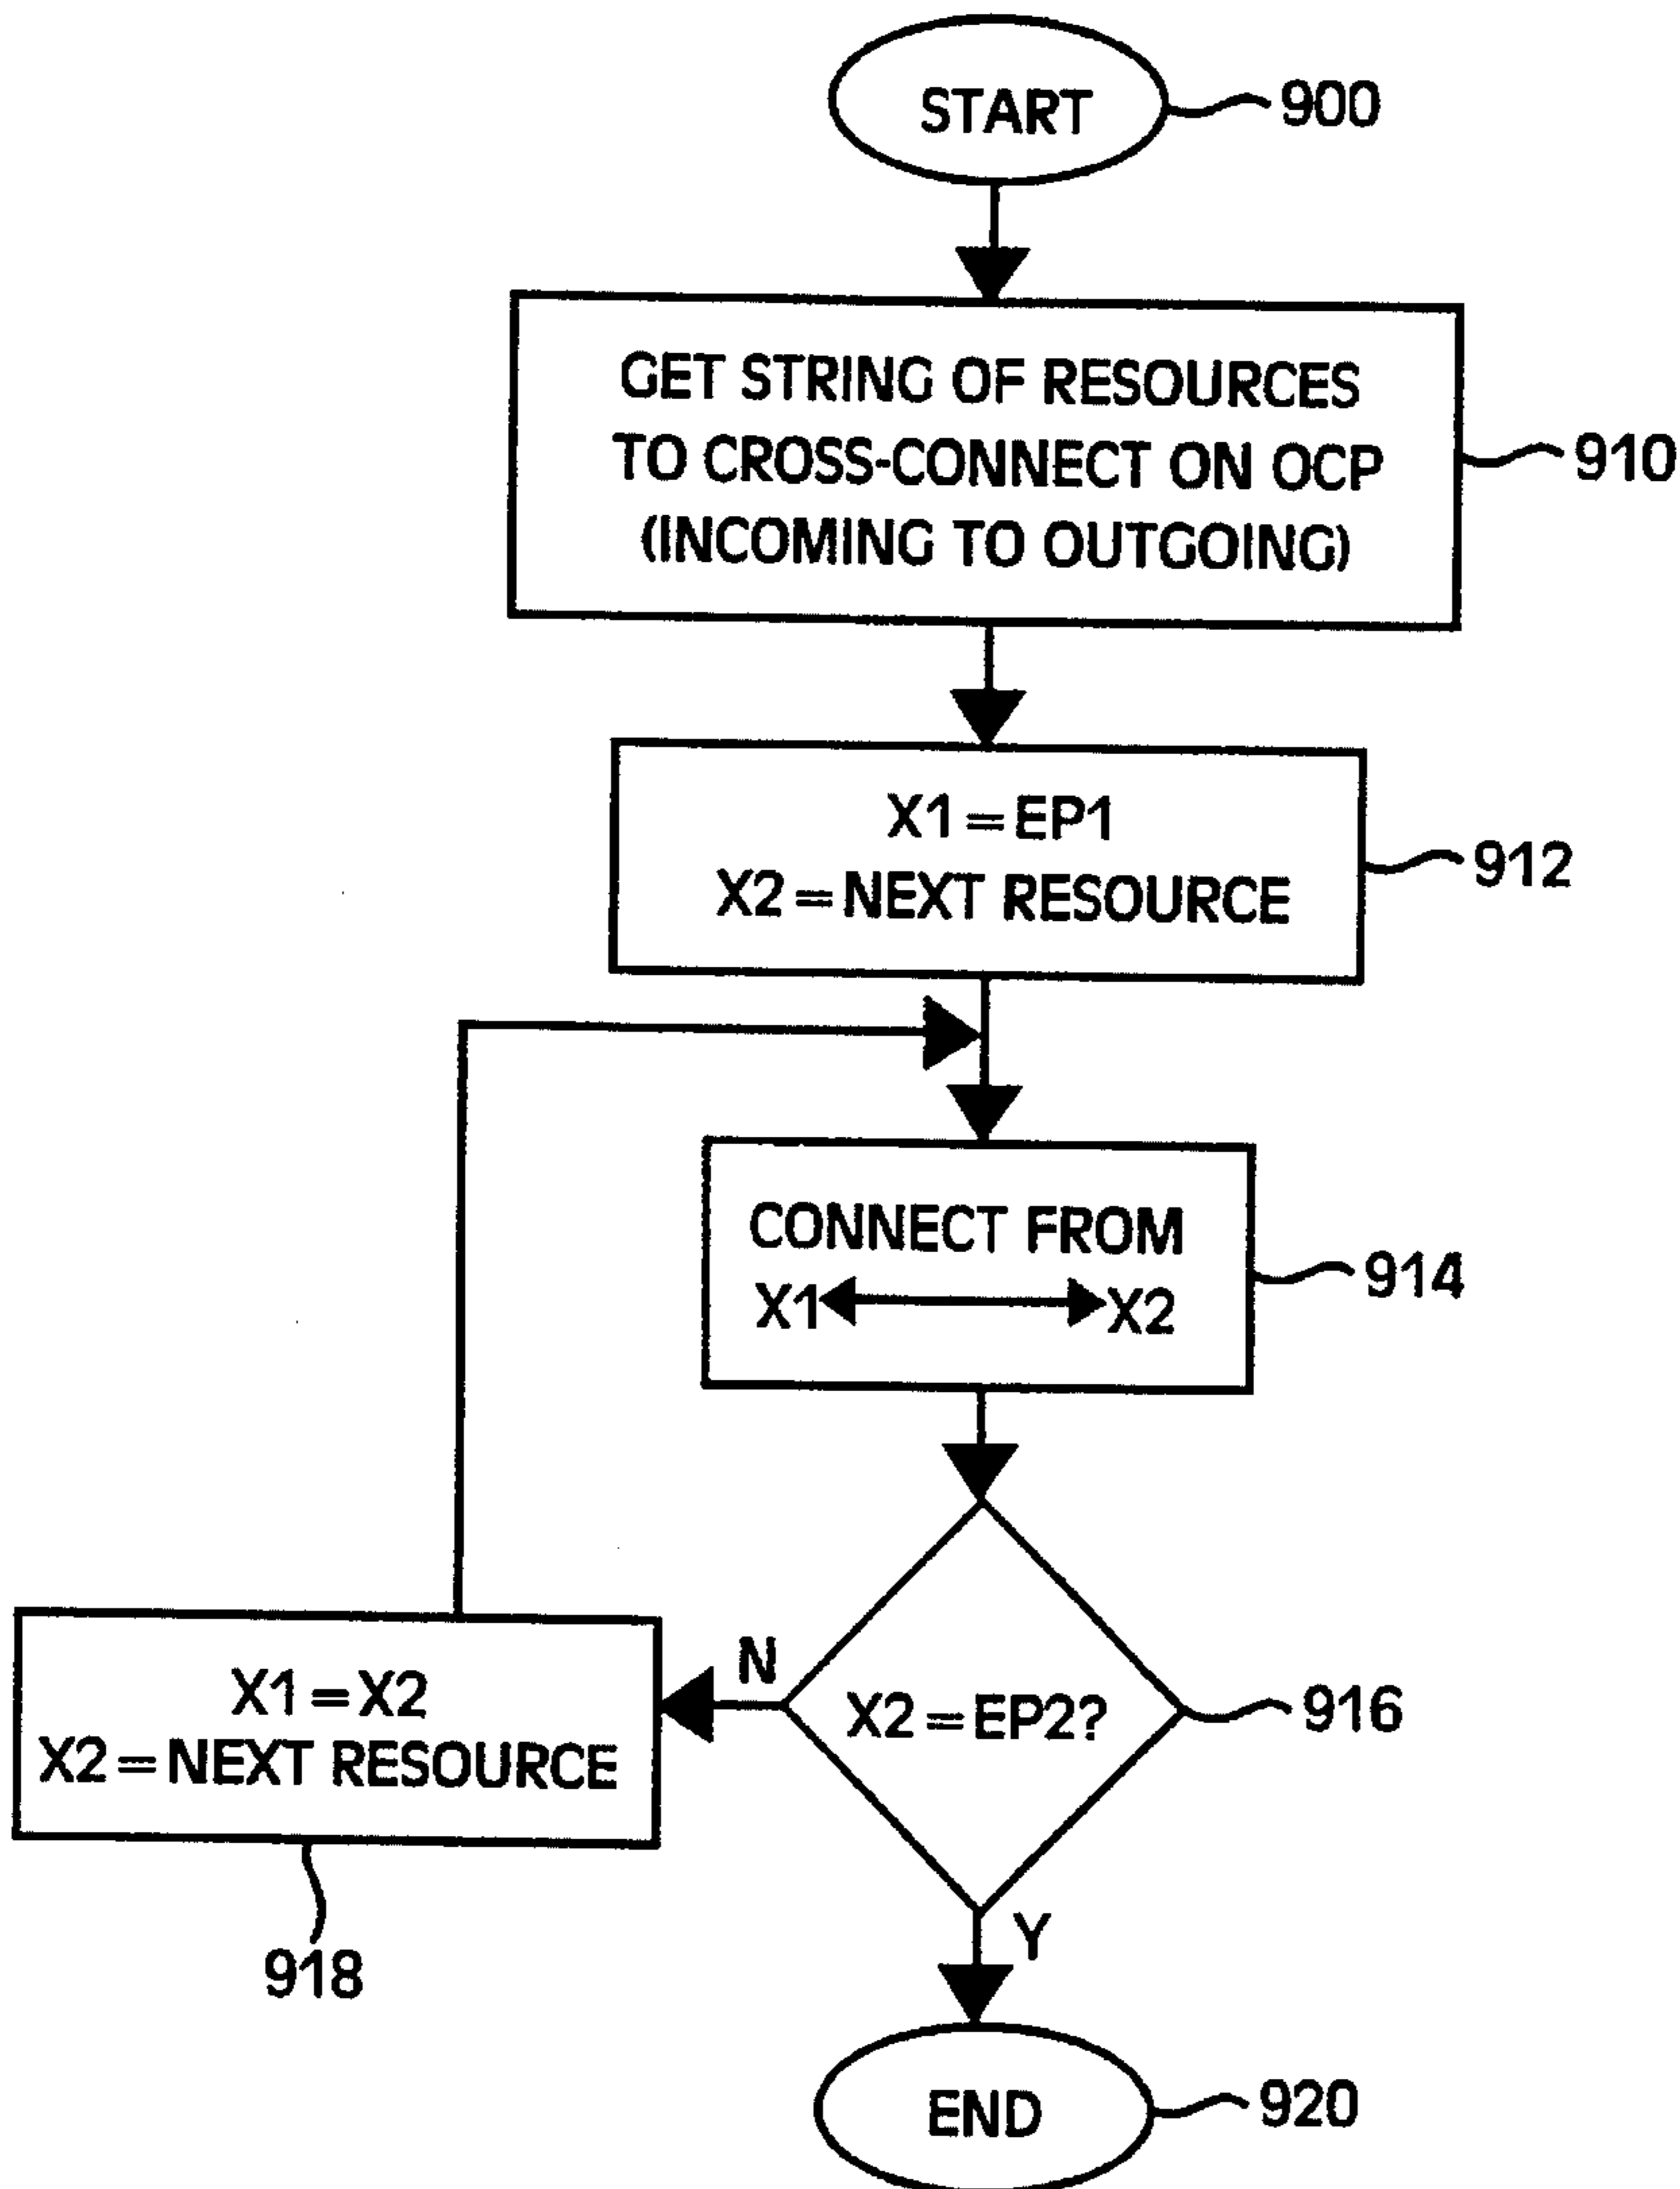 START
900
GET STRING OF RESOURCES
TO CROSS-CONNECT ON OCP
(INCOMING TO OUTGOING)
910
X1=EP1
X2=NEXT RESOURCE
912
CONNECT FROM
X1 X2
914
X2=EP2?
916
N
X1=X2
X2=NEXT RESOURCE
918
Y
END
920